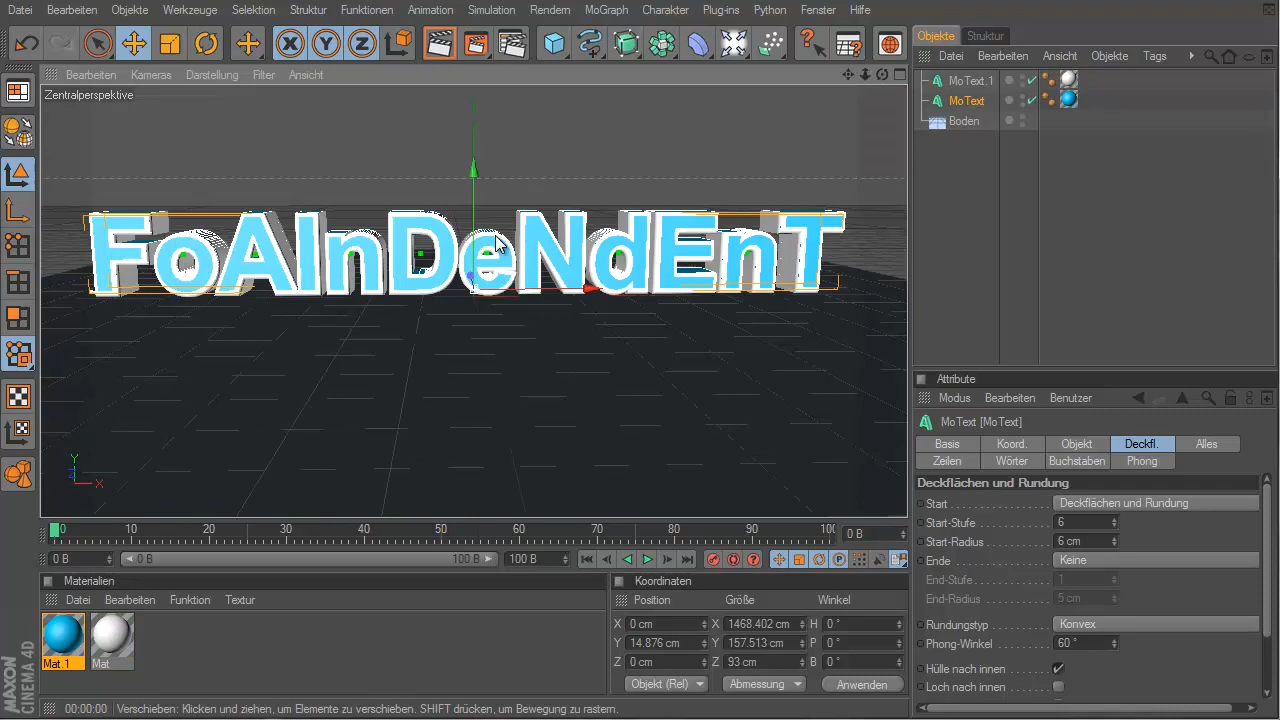 Datei Bearbeiten Objekte Werkzeuge Selektion Struktur Funktionen Animation Simulation Rendern MoGraph Charakter Plug-ins Python Fenster Hilfe
X Y Z
Objekte Struktur
Datei Bearbeiten Ansicht Objekte Tags
MoText.1
MoText
Boden
Bearbeiten Kameras Darstellung Filter Ansicht
Zentralperspektive
FoAInDeNdEnT
Y
Z
X
Attribute
Modus Bearbeiten Benutzer
MoText [MoText]
Basis Koord. Objekt Deckfl. Alles
Zeilen Wörter Buchstaben Phong
Deckflächen und Rundung
Start Deckflächen und Rundung
Start-Stufe 6
Start-Radius 6 cm
Ende Keine
End-Stufe 1
End-Radius 5 cm
Rundungstyp Konvex
Phong-Winkel 60 °
Hülle nach innen
Loch nach innen
0 10 20 30 40 50 60 70 80 90 100 0 B
0 B 0 B 100 B 100 B
P
Materialien
Datei Bearbeiten Funktion Textur
Mat.1 Mat
Koordinaten
Position Größe Winkel
X 0 cm X 1468.402 cm H 0 °
Y 14.876 cm Y 157.513 cm P 0 °
Z 0 cm Z 93 cm B 0 °
Objekt (Rel) Abmessung Anwenden
MAXON
CINEMA 4D
00:00:00 Verschieben: Klicken und ziehen, um Elemente zu verschieben. SHIFT drücken, um Bewegung zu rastern.